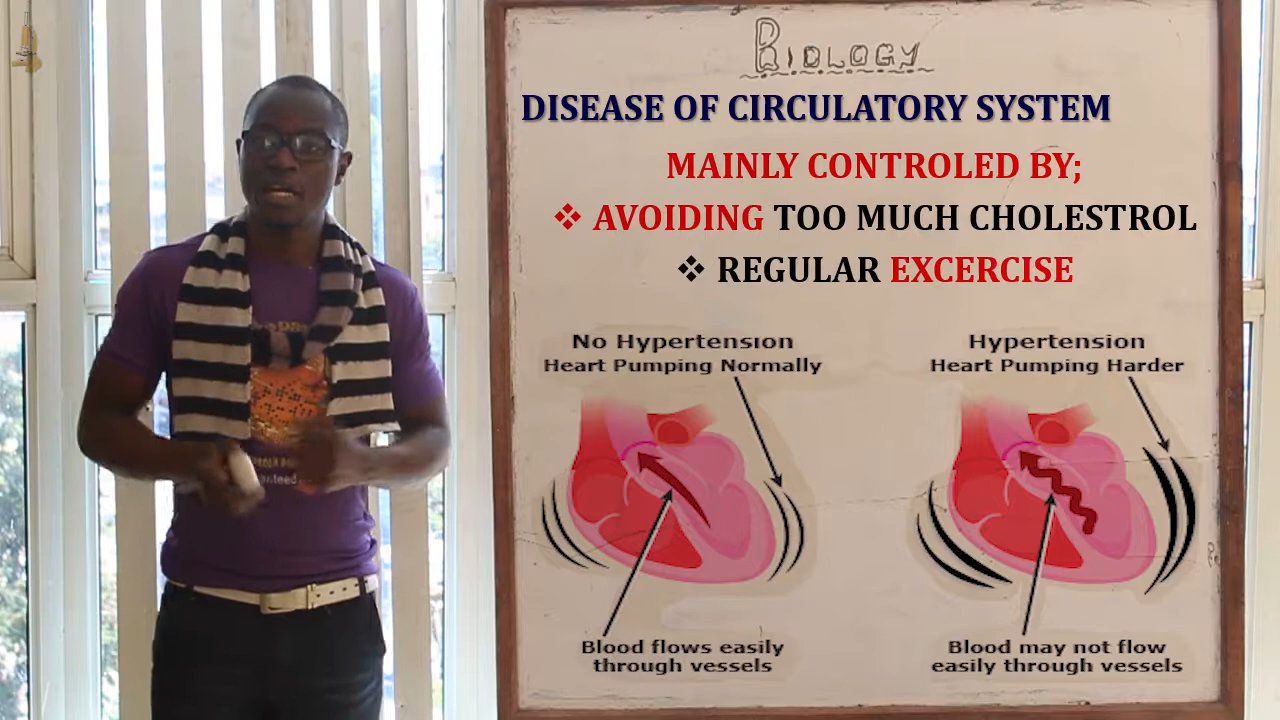 BIOLOGY
DISEASE OF CIRCULATORY SYSTEM
MAINLY CONTROLED BY;
❖ AVOIDING TOO MUCH CHOLESTROL
❖ REGULAR EXCERCISE
No Hypertension
Heart Pumping Normally
Hypertension
Heart Pumping Harder
Blood flows easily
through vessels
Blood may not flow
easily through vessels